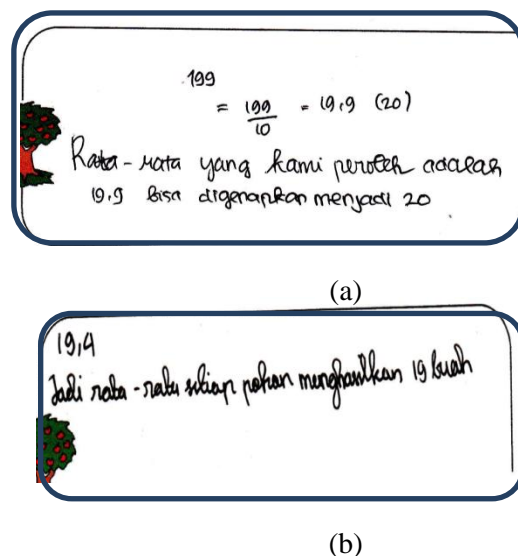 199
= 199/10 = 19,9 (20)
Rata-rata yang kami peroleh adalah
19,9 bisa digenapkan menjadi 20
(a)
19,4
Jadi rata-rata setiap pohon menghasilkan 19 buah
(b)